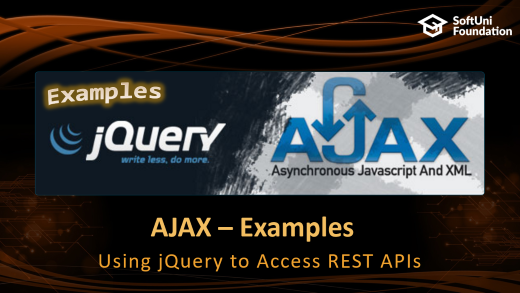 SoftUni
Foundation
Examples
jQuery
write less, do more.
AJAX
Asynchronous Javascript And XML
AJAX – Examples
Using jQuery to Access REST APIs